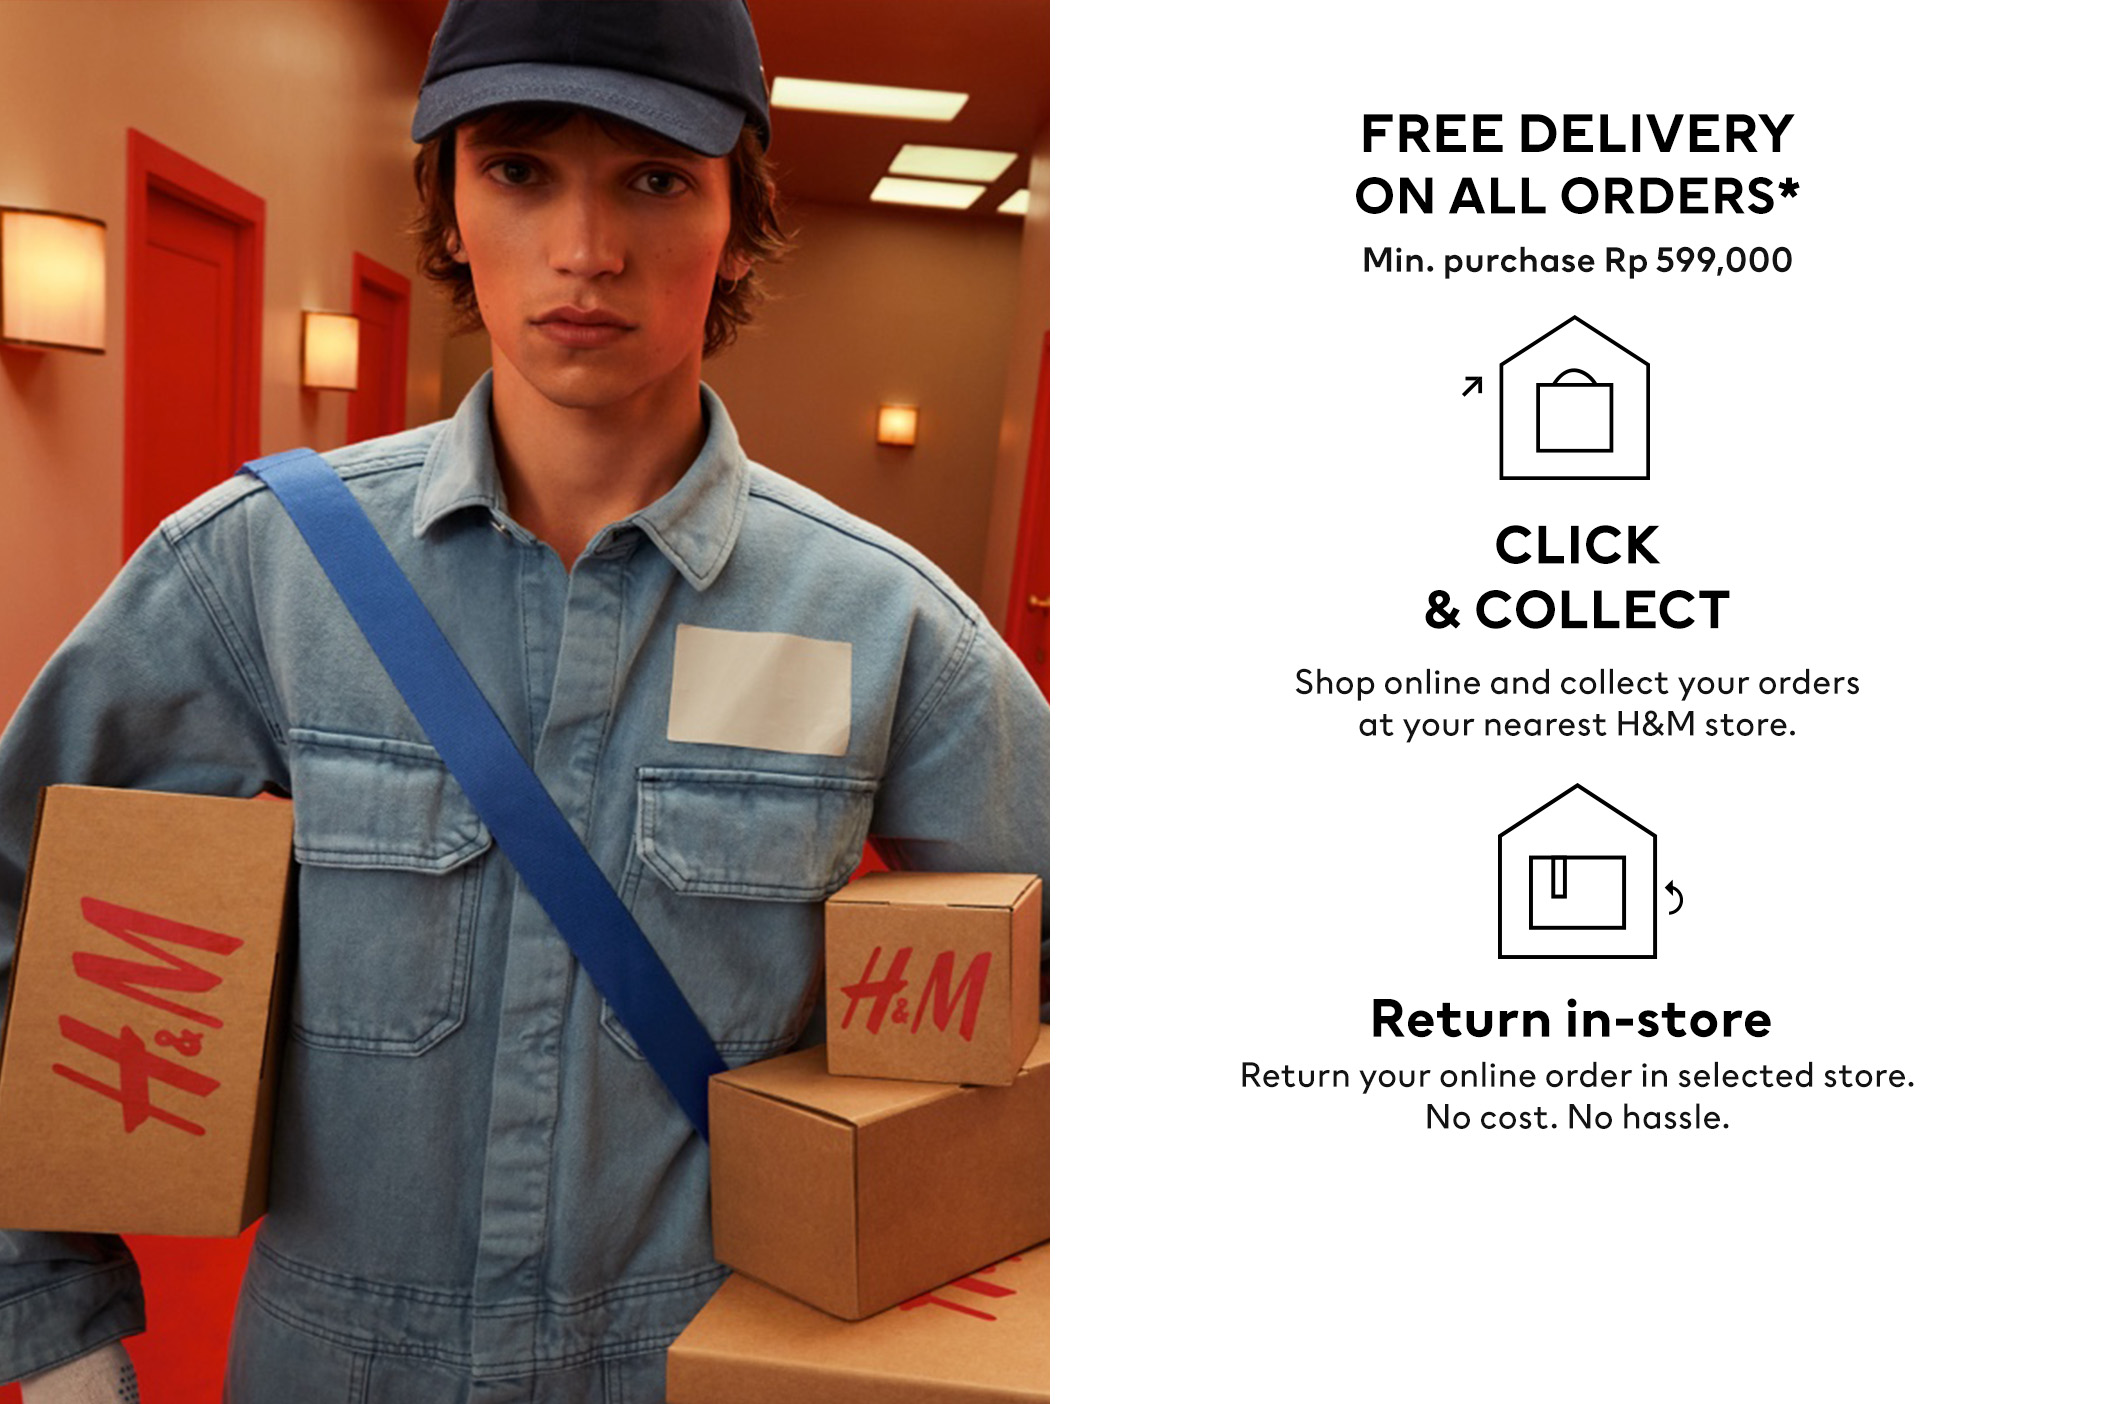 FREE DELIVERY
ON ALL ORDERS*
Min. purchase Rp 599,000
CLICK
& COLLECT
Shop online and collect your orders
at your nearest H&M store.
Return in-store
Return your online order in selected store.
No cost. No hassle.
H&M
H&M
H